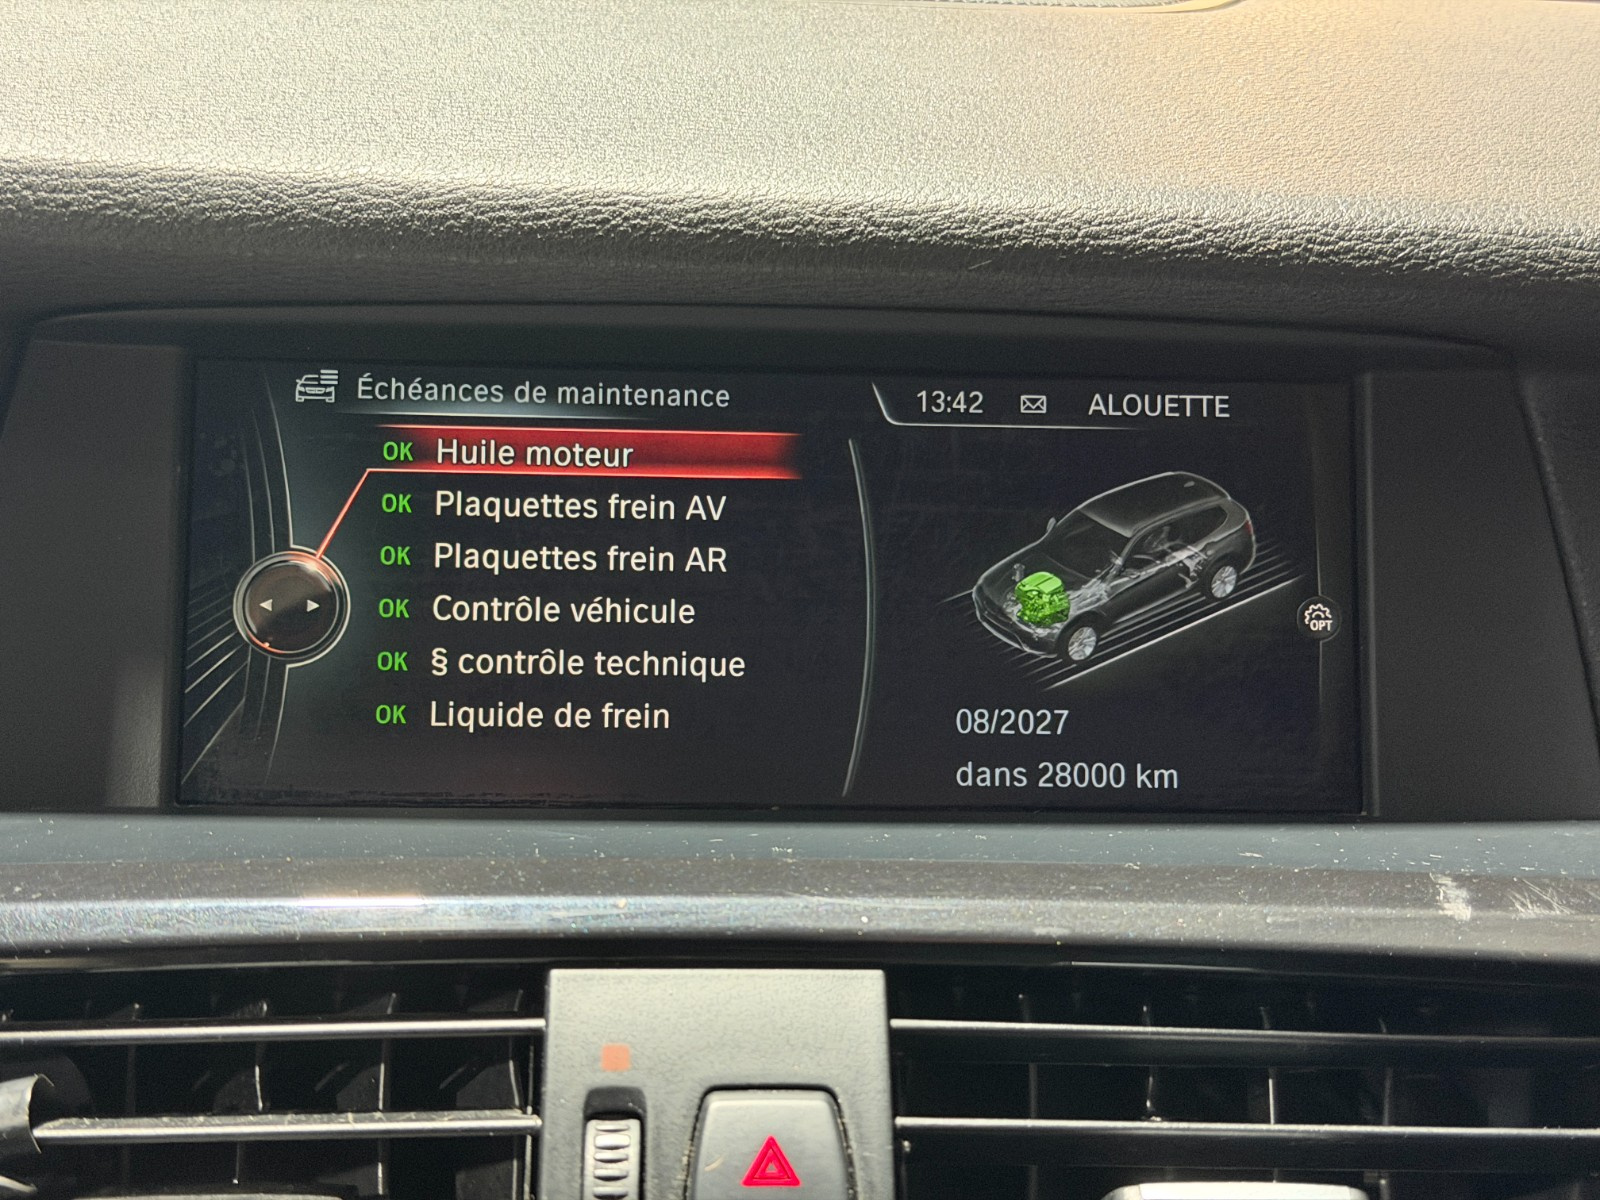 Échéances de maintenance
13:42 ALOUETTE
OK Huile moteur
OK Plaquettes frein AV
OK Plaquettes frein AR
OK Contrôle véhicule
OK § contrôle technique
OK Liquide de frein
OPT
08/2027
dans 28000 km